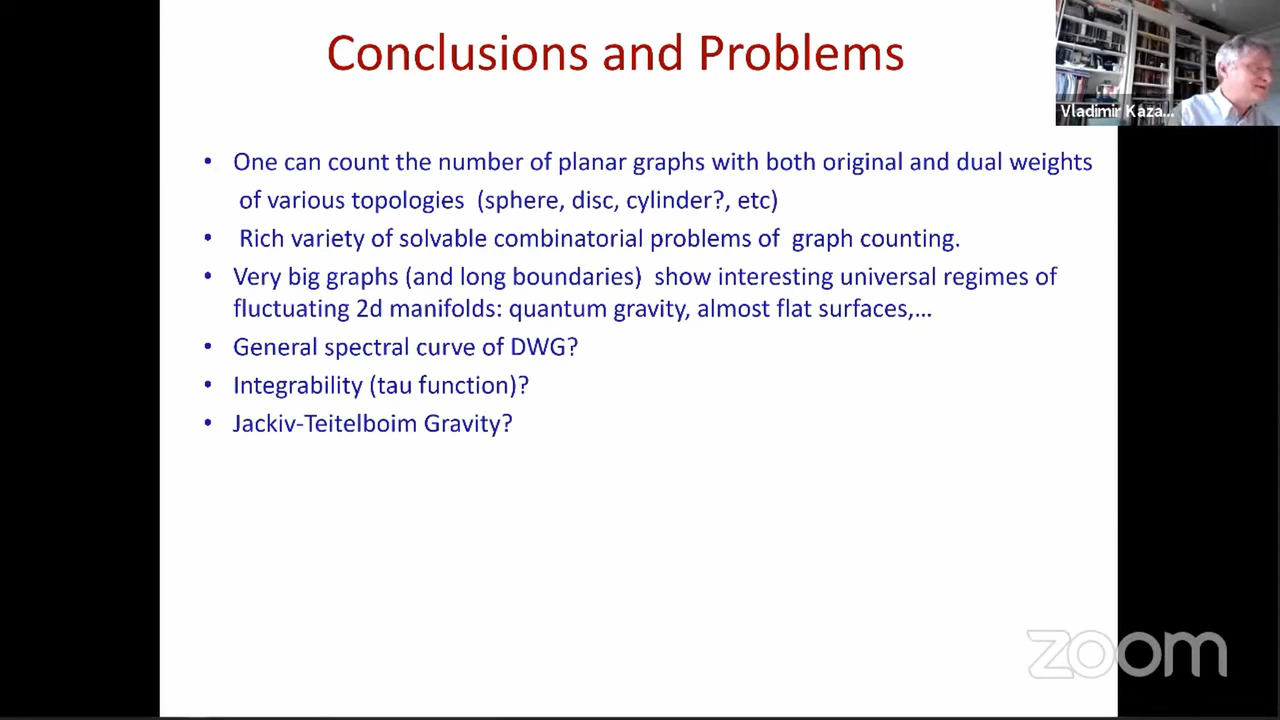 Conclusions and Problems
Vladimir Kaza...
• One can count the number of planar graphs with both original and dual weights
of various topologies (sphere, disc, cylinder?, etc)
• Rich variety of solvable combinatorial problems of graph counting.
• Very big graphs (and long boundaries) show interesting universal regimes of
fluctuating 2d manifolds: quantum gravity, almost flat surfaces,...
• General spectral curve of DWG?
• Integrability (tau function)?
• Jackiv-Teitelboim Gravity?
zoom